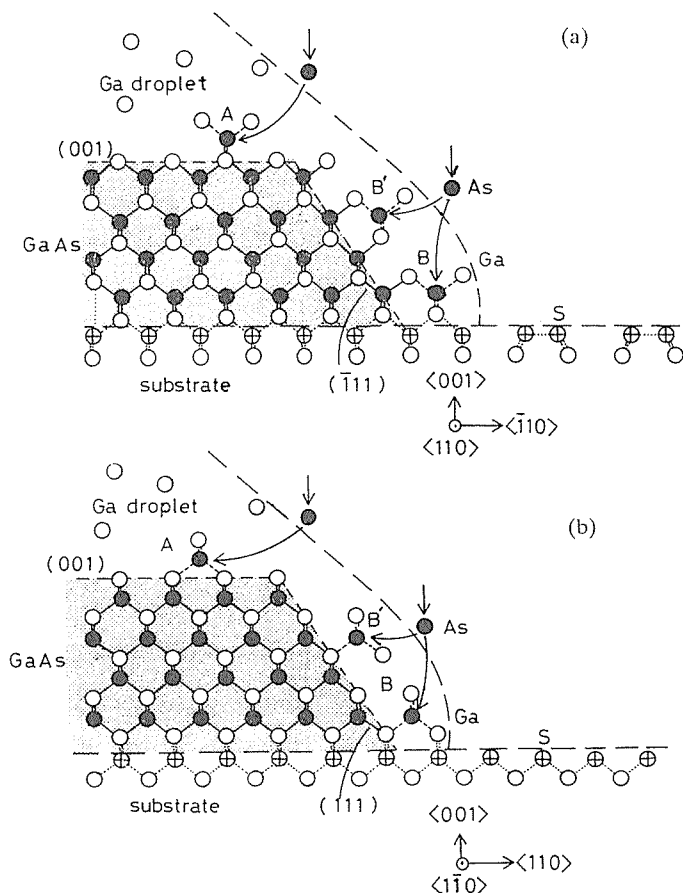 (a)
Ga droplet
A
(001)
B'
As
GaAs
B
Ga
S
substrate
(1̅11)
<001>
<1̅10>
<110>
(b)
Ga droplet
A
(001)
B'
As
GaAs
B
Ga
S
substrate
(111)
<001>
<110>
<11̅0>